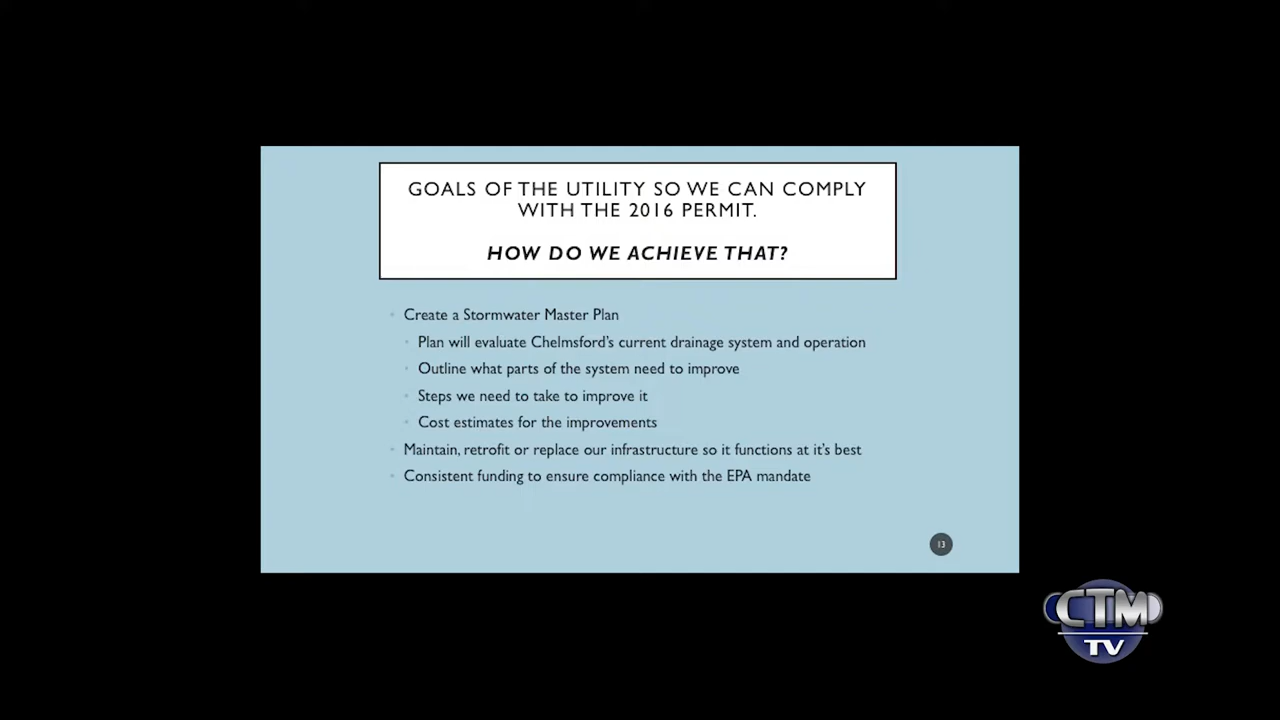 GOALS OF THE UTILITY SO WE CAN COMPLY
WITH THE 2016 PERMIT.
HOW DO WE ACHIEVE THAT?
Create a Stormwater Master Plan
Plan will evaluate Chelmsford's current drainage system and operation
Outline what parts of the system need to improve
Steps we need to take to improve it
Cost estimates for the improvements
Maintain, retrofit or replace our infrastructure so it functions at it's best
Consistent funding to ensure compliance with the EPA mandate
13
CTM
TV